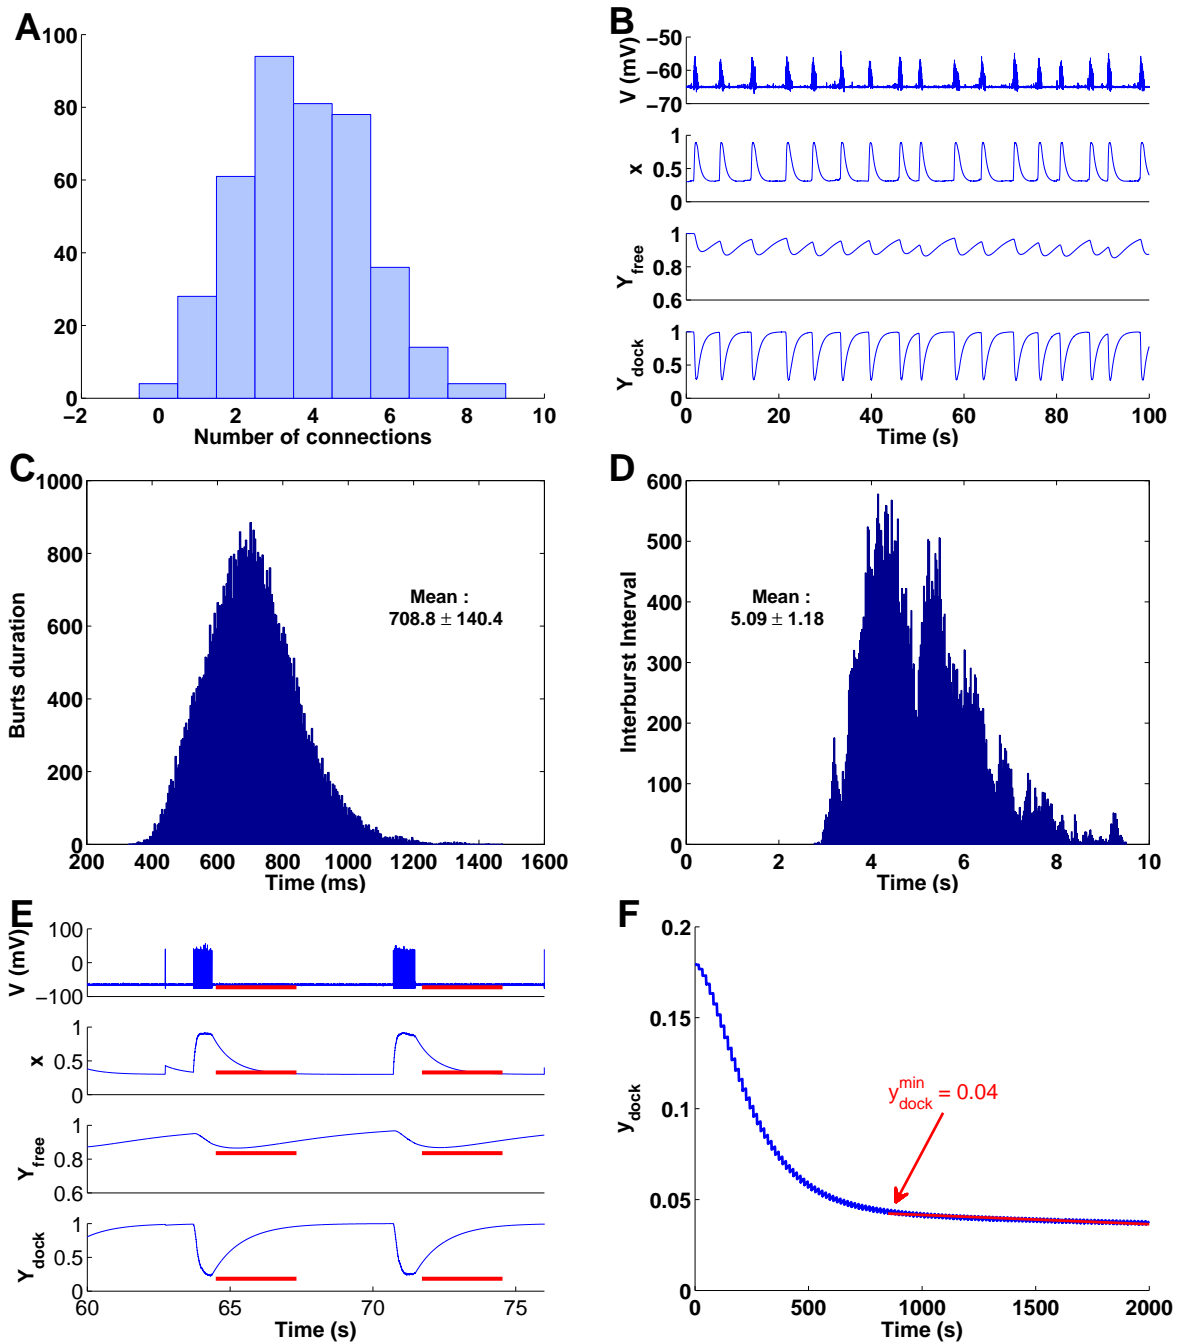 A
100
80
60
40
20
0
−2 0 2 4 6 8 10
Number of connections
B
−50
−60
−70
V (mV)
1
0.5
0
x
1
0.8
0.6
Y free
1
0.5
0
Y dock
0 20 40 60 80 100
Time (s)
C
1000
800
600
400
200
0
Burts duration
Mean :
708.8 ± 140.4
200 400 600 800 1000 1200 1400 1600
Time (ms)
D
600
500
400
300
200
100
0
Interburst Interval
Mean :
5.09 ± 1.18
0 2 4 6 8 10
Time (s)
E
100
0
−100
V (mV)
1
0.5
0
x
1
0.8
0.6
Y free
1
0.5
0
Y dock
60 65 70 75
Time (s)
F
0.2
0.15
0.1
0.05
0
y dock
y min dock = 0.04
0 500 1000 1500 2000
Time (s)